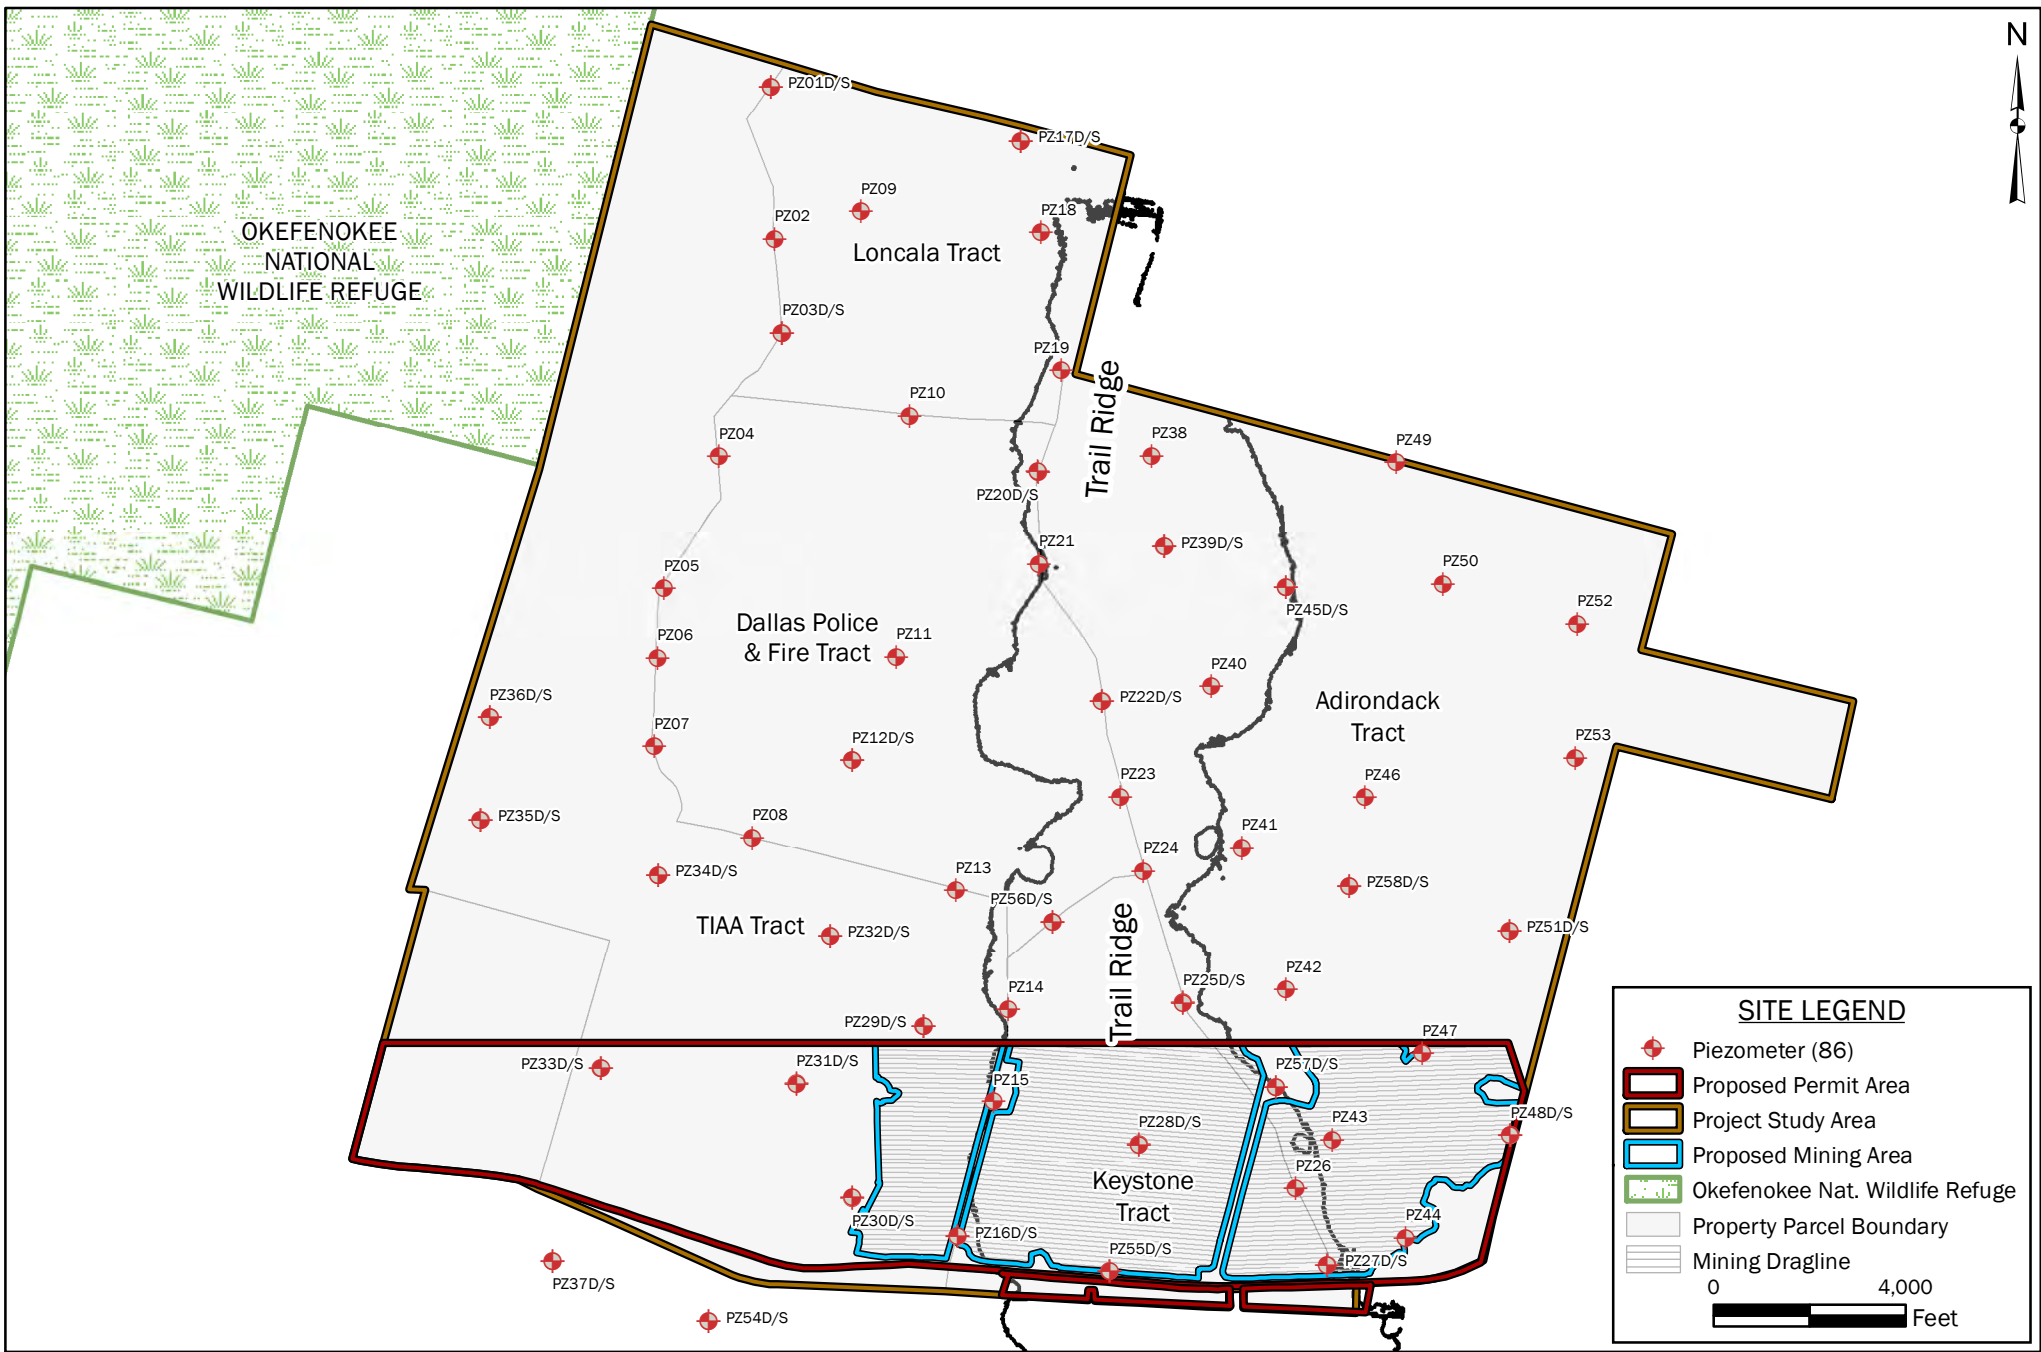 N
PZ01D/S
PZ17D/S
PZ09
PZ02
PZ18
OKEFENOKEE
NATIONAL
WILDLIFE REFUGE
Loncala Tract
PZ03D/S
PZ19
Trail Ridge
PZ10
PZ04
PZ38
PZ49
PZ20D/S
PZ21
PZ39D/S
PZ50
PZ05
PZ45D/S
PZ52
Dallas Police
& Fire Tract
PZ06
PZ11
PZ40
PZ36D/S
PZ22D/S
Adirondack
Tract
PZ07
PZ12D/S
PZ53
PZ23
PZ46
PZ35D/S
PZ08
PZ41
PZ24
PZ34D/S
PZ13
PZ58D/S
PZ56D/S
TIAA Tract
PZ32D/S
PZ51D/S
Trail Ridge
PZ42
PZ25D/S
PZ14
PZ29D/S
PZ47
PZ33D/S
PZ31D/S
PZ57D/S
PZ15
PZ48D/S
PZ28D/S
PZ43
PZ26
Keystone
Tract
PZ30D/S
PZ44
PZ16D/S
PZ55D/S
PZ27D/S
PZ37D/S
PZ54D/S
SITE LEGEND
Piezometer (86)
Proposed Permit Area
Project Study Area
Proposed Mining Area
Okefenokee Nat. Wildlife Refuge
Property Parcel Boundary
Mining Dragline
0 4,000
Feet